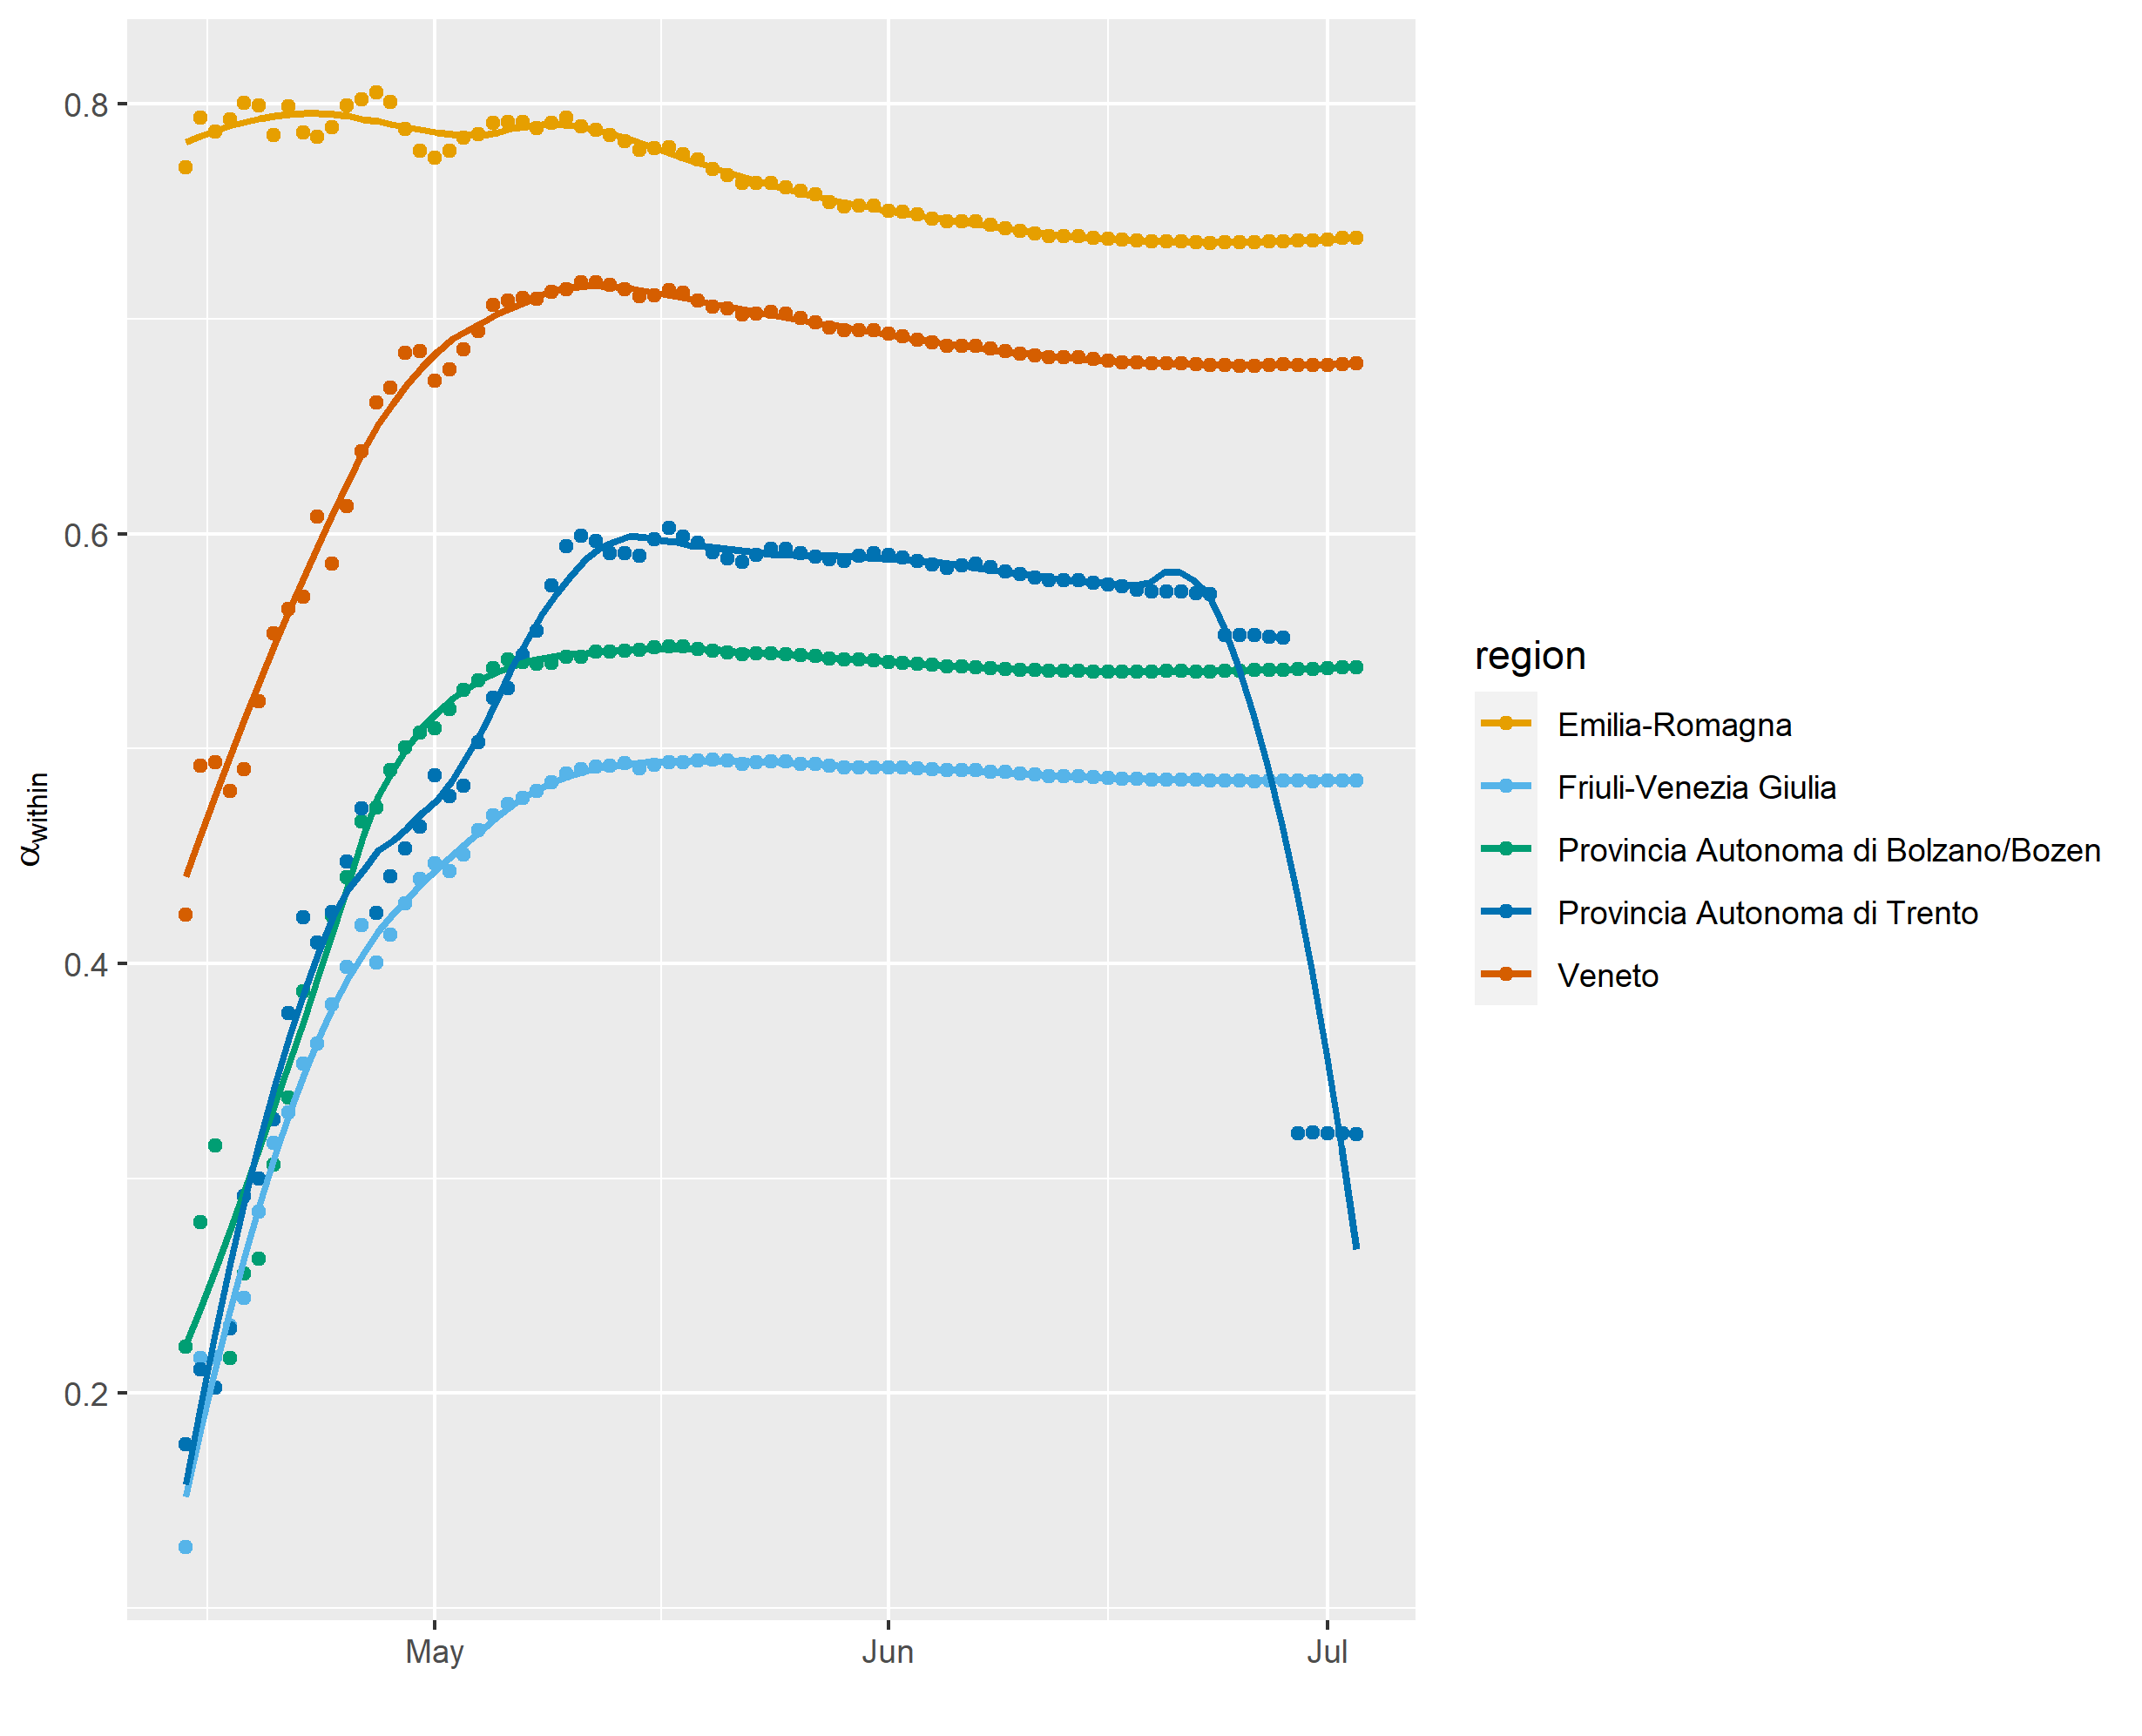 0.8
0.6
0.4
0.2
αwithin
May Jun Jul
region
Emilia-Romagna
Friuli-Venezia Giulia
Provincia Autonoma di Bolzano/Bozen
Provincia Autonoma di Trento
Veneto